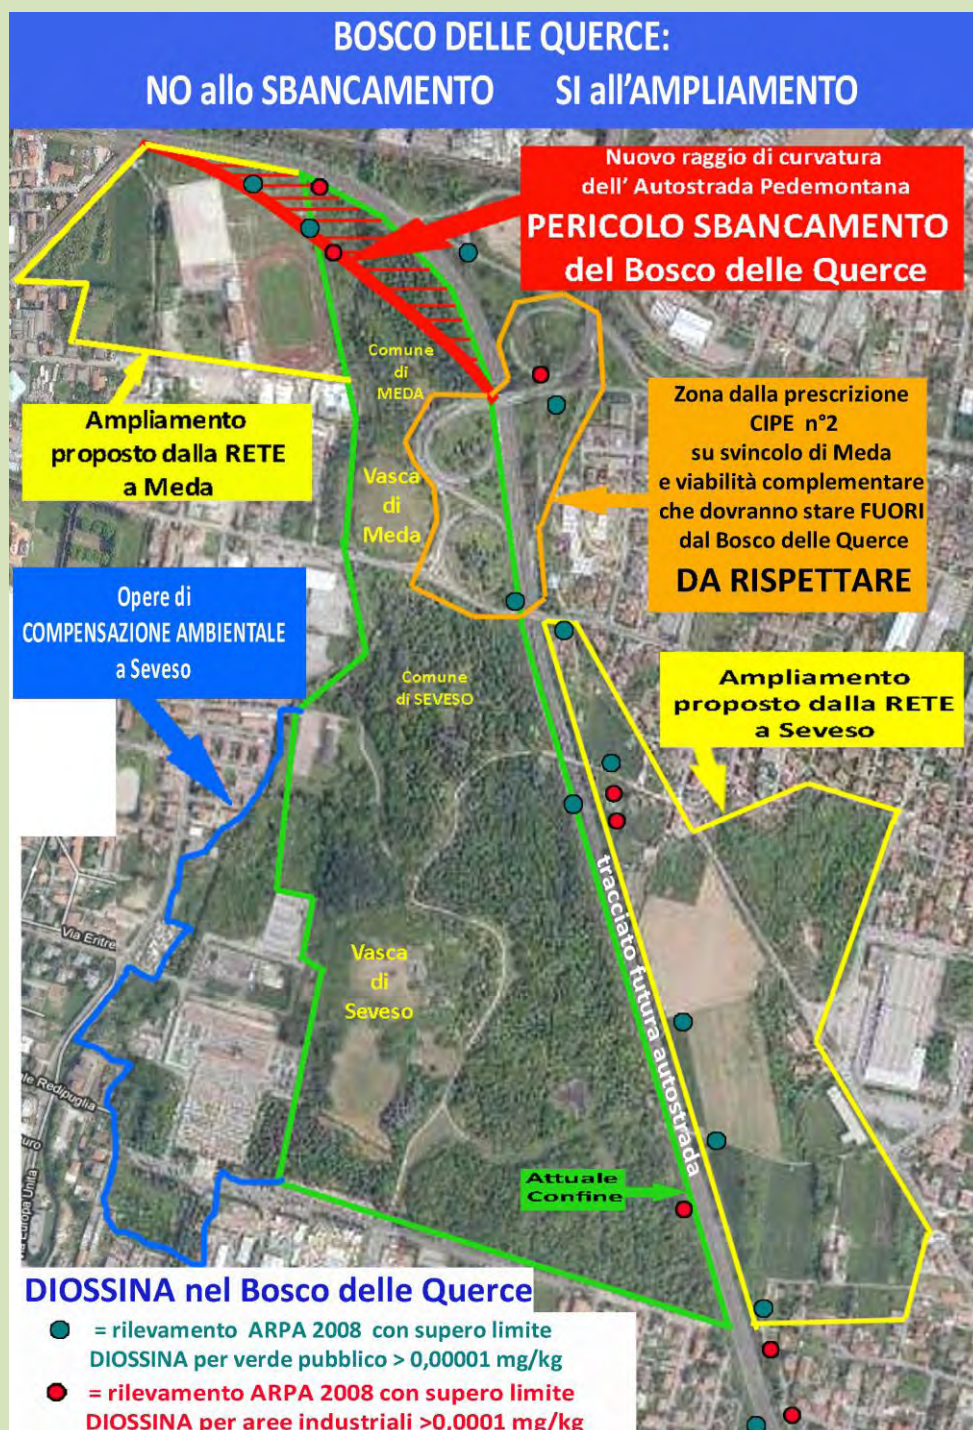 BOSCO DELLE QUERCE:
NO allo SBANCAMENTO SI all'AMPLIAMENTO
Nuovo raggio di curvatura
dell' Autostrada Pedemontana
PERICOLO SBANCAMENTO
del Bosco delle Querce
Comune
di
MEDA
Ampliamento
proposto dalla RETE
a Meda
Zona dalla prescrizione
CIPE n°2
su svincolo di Meda
e viabilità complementare
che dovranno stare FUORI
dal Bosco delle Querce
DA RISPETTARE
Vasca
di
Meda
Opere di
COMPENSAZIONE AMBIENTALE
a Seveso
Comune
di SEVESO
Ampliamento
proposto dalla RETE
a Seveso
tracciato futura autostrada
Via Eritre
Vasca
di
Seveso
Redipuglia
Europa Unita
Attuale
Confine
DIOSSINA nel Bosco delle Querce
= rilevamento ARPA 2008 con supero limite
DIOSSINA per verde pubblico > 0,00001 mg/kg
= rilevamento ARPA 2008 con supero limite
DIOSSINA per aree industriali >0,0001 mg/kg